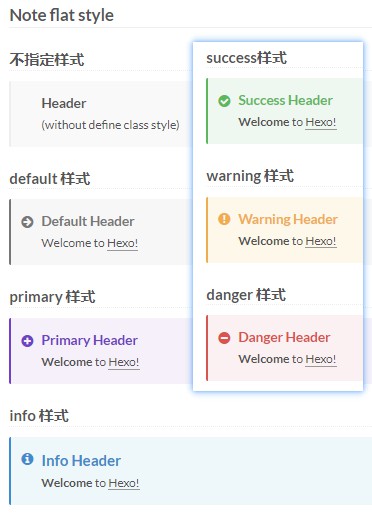 Note flat style
不指定样式
Header
(without define class style)
default 样式
Default Header
Welcome to Hexo!
primary 样式
Primary Header
Welcome to Hexo!
info 样式
Info Header
Welcome to Hexo!
success样式
Success Header
Welcome to Hexo!
warning 样式
Warning Header
Welcome to Hexo!
danger 样式
Danger Header
Welcome to Hexo!